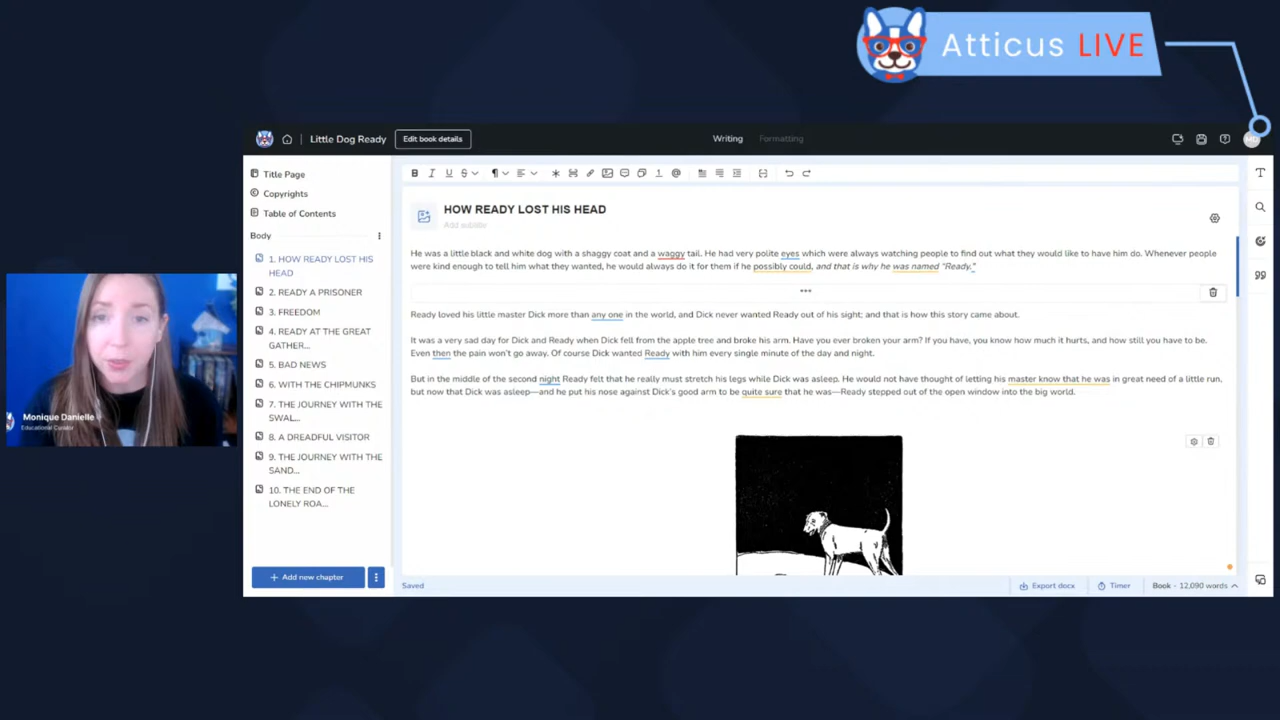 Atticus LIVE
Little Dog Ready
Edit book details
Writing
Formatting
Title Page
Copyrights
Table of Contents
Body
1. HOW READY LOST HIS
HEAD
2. READY A PRISONER
3. FREEDOM
4. READY AT THE GREAT
GATHER...
5. BAD NEWS
6. WITH THE CHIPMUNKS
7. THE JOURNEY WITH THE
SWAL...
8. A DREADFUL VISITOR
9. THE JOURNEY WITH THE
SAND...
10. THE END OF THE
LONELY ROA...
+ Add new chapter
B I U S
HOW READY LOST HIS HEAD
Add subtitle
He was a little black and white dog with a shaggy coat and a waggy tail. He had very polite eyes which were always watching people to find out what they would like to have him do. Whenever people
were kind enough to tell him what they wanted, he would always do it for them if he possibly could, and that is why he was named “Ready.”
***
Ready loved his little master Dick more than any one in the world, and Dick never wanted Ready out of his sight; and that is how this story came about.
It was a very sad day for Dick and Ready when Dick fell from the apple tree and broke his arm. Have you ever broken your arm? If you have, you know how much it hurts, and how still you have to be.
Even then the pain won't go away. Of course Dick wanted Ready with him every single minute of the day and night.
But in the middle of the second night Ready felt that he really must stretch his legs while Dick was asleep. He would not have thought of letting his master know that he was in great need of a little run,
but now that Dick was asleep—and he put his nose against Dick's good arm to be quite sure that he was—Ready stepped out of the open window into the big world.
Saved
Export docx
Timer
Book - 12,090 words
Monique Danielle
Educational Curator